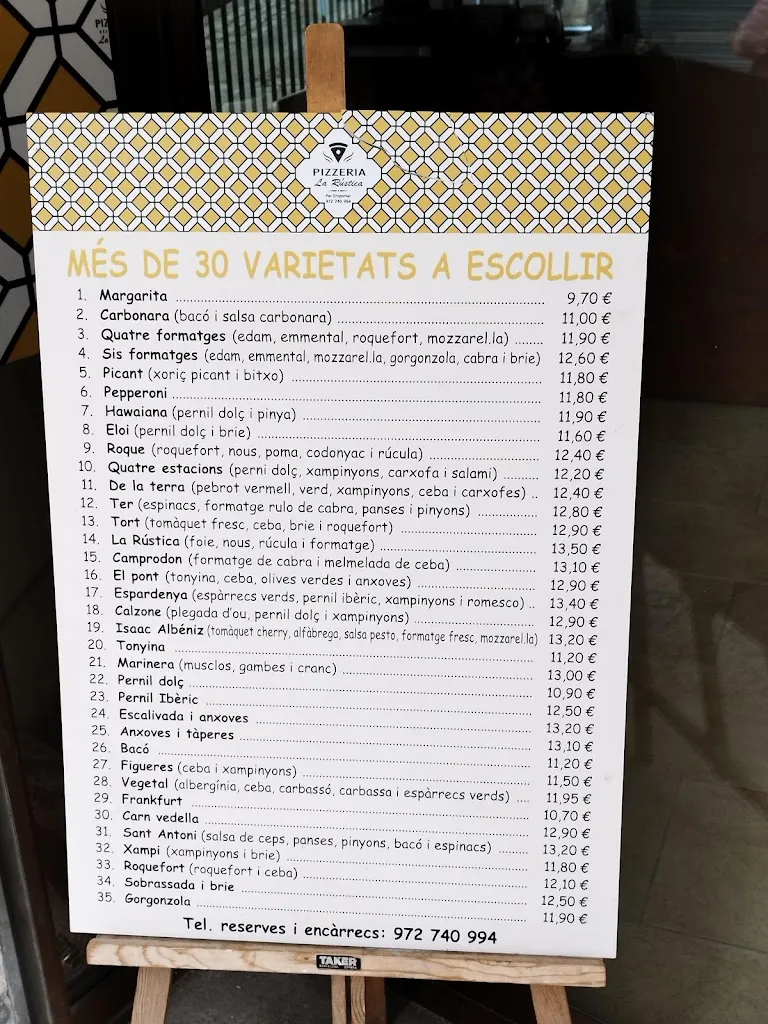 PIZZERIA
La Rústica
Per Emportar
972 740 994
MÉS DE 30 VARIETATS A ESCOLLIR
1. Margarita 9,70 €
2. Carbonara (bacó i salsa carbonara) 11,00 €
3. Quatre formatges (edam, emmental, roquefort, mozzarel.la) 11,90 €
4. Sis formatges (edam, emmental, mozzarel.la, gorgonzola, cabra i brie) 12,60 €
5. Picant (xoriç picant i bitxo) 11,80 €
6. Pepperoni 11,80 €
7. Hawaiana (pernil dolç i pinya) 11,90 €
8. Eloi (pernil dolç i brie) 11,60 €
9. Roque (roquefort, nous, poma, codonyac i rúcula) 12,40 €
10. Quatre estacions (perni dolç, xampinyons, carxofa i salami) 12,20 €
11. De la terra (pebrot vermell, verd, xampinyons, ceba i carxofes) 12,40 €
12. Ter (espinacs, formatge rulo de cabra, panses i pinyons) 12,80 €
13. Tort (tomàquet fresc, ceba, brie i roquefort) 12,90 €
14. La Rústica (foie, nous, rúcula i formatge) 13,50 €
15. Camprodon (formatge de cabra i melmelada de ceba) 13,10 €
16. El pont (tonyina, ceba, olives verdes i anxoves) 12,90 €
17. Espardenya (espàrrecs verds, pernil ibèric, xampinyons i romesco) 13,40 €
18. Calzone (plegada d'ou, pernil dolç i xampinyons) 12,90 €
19. Isaac Albéniz (tomàquet cherry, alfàbrega, salsa pesto, formatge fresc, mozzarel.la) 13,20 €
20. Tonyina 11,20 €
21. Marinera (musclos, gambes i cranc) 13,00 €
22. Pernil dolç 10,90 €
23. Pernil Ibèric 12,50 €
24. Escalivada i anxoves 13,20 €
25. Anxoves i tàperes 13,10 €
26. Bacó 11,20 €
27. Figueres (ceba i xampinyons) 11,50 €
28. Vegetal (albergínia, ceba, carbassó, carbassa i espàrrecs verds) 11,95 €
29. Frankfurt 10,70 €
30. Carn vedella 12,90 €
31. Sant Antoni (salsa de ceps, panses, pinyons, bacó i espinacs) 13,20 €
32. Xampi (xampinyons i brie) 11,80 €
33. Roquefort (roquefort i ceba) 12,10 €
34. Sobrassada i brie 12,50 €
35. Gorgonzola 11,90 €
Tel. reserves i encàrrecs: 972 740 994
TAKER